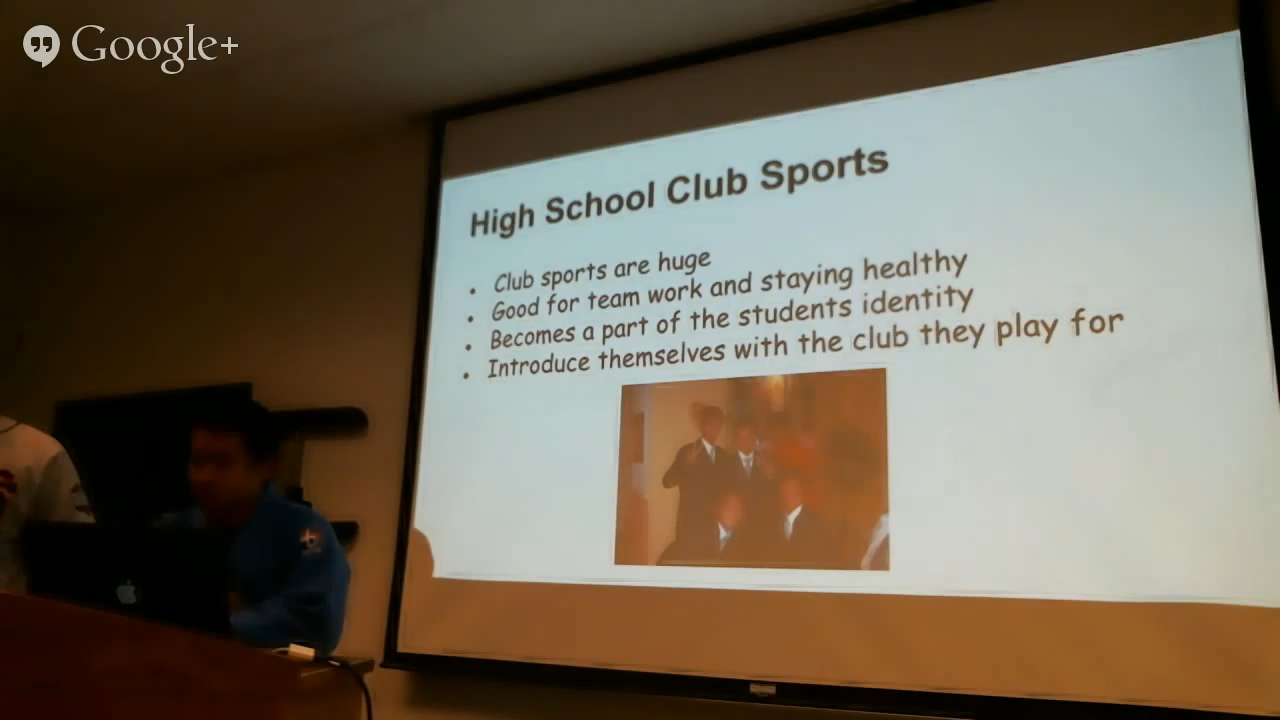 Google+
High School Club Sports
• Club sports are huge
• Good for team work and staying healthy
• Becomes a part of the students identity
• Introduce themselves with the club they play for